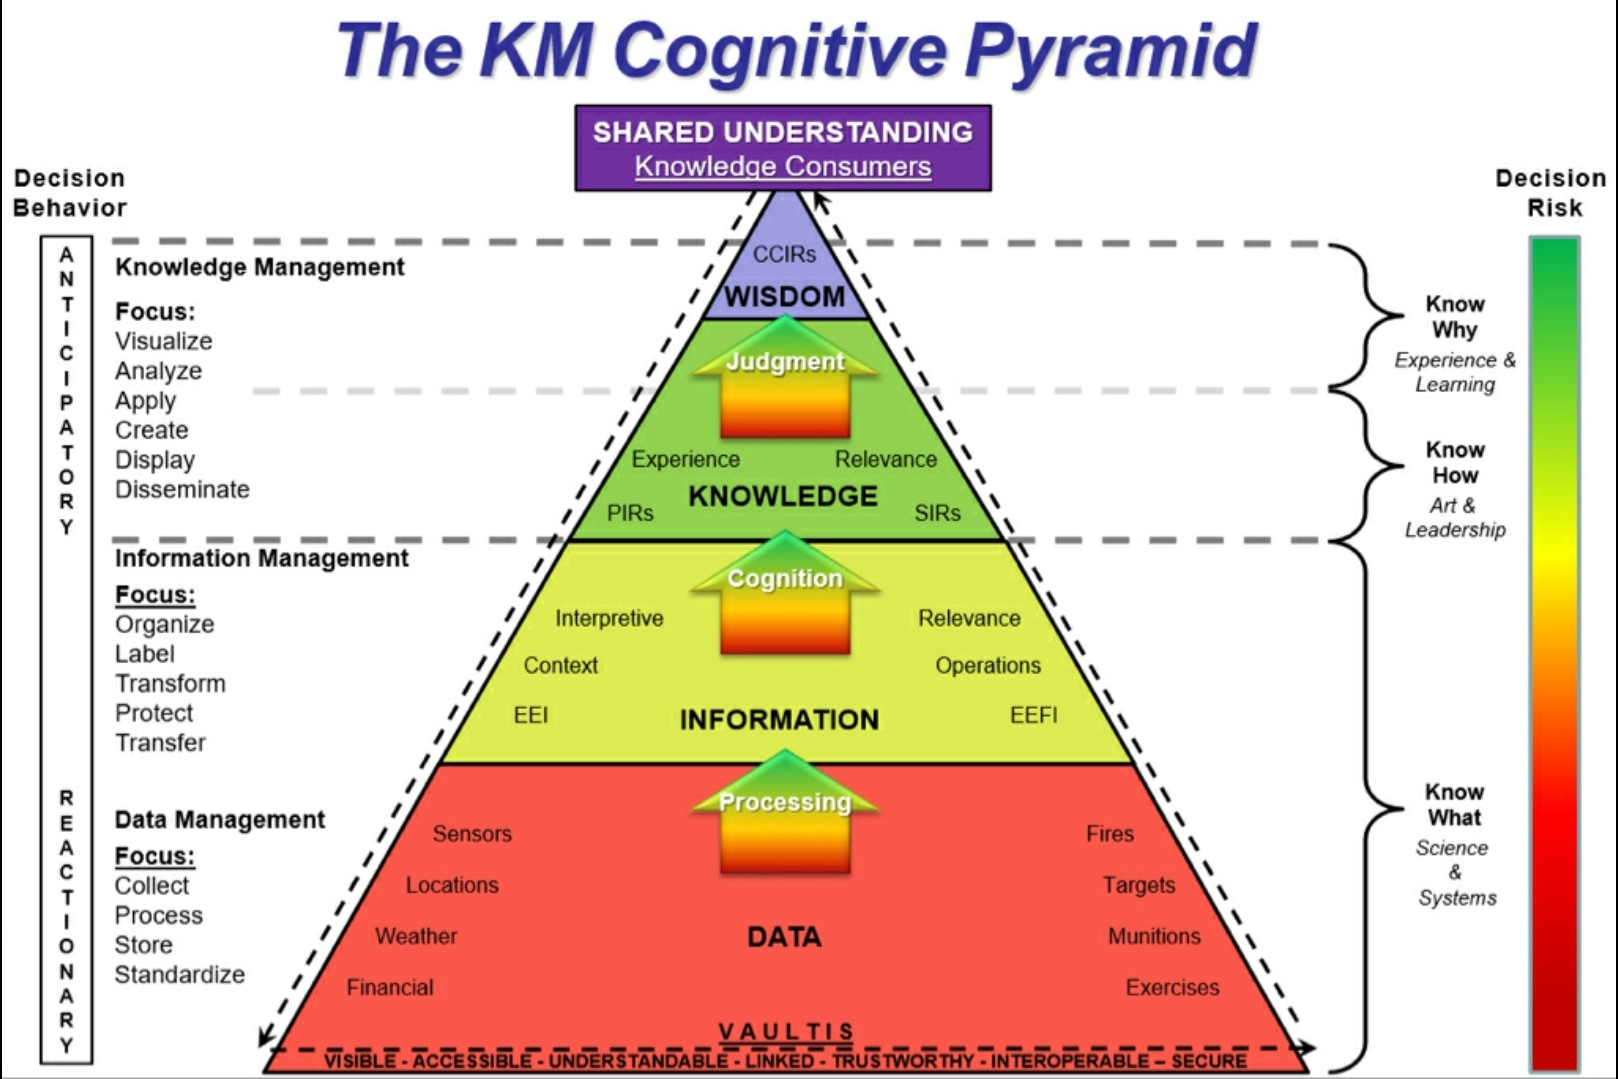 The KM Cognitive Pyramid
SHARED UNDERSTANDING
Knowledge Consumers
Decision
Behavior
ANTICIPATORY
REACTIONARY
Knowledge Management
Focus:
Visualize
Analyze
Apply
Create
Display
Disseminate
Information Management
Focus:
Organize
Label
Transform
Protect
Transfer
Data Management
Focus:
Collect
Process
Store
Standardize
CCIRs
WISDOM
Judgment
Experience Relevance
KNOWLEDGE
PIRs SIRs
Cognition
Interpretive Relevance
Context Operations
EEI INFORMATION EEFI
Processing
Sensors Fires
Locations Targets
Weather DATA Munitions
Financial Exercises
VAULTIS
VISIBLE - ACCESSIBLE - UNDERSTANDABLE - LINKED - TRUSTWORTHY - INTEROPERABLE – SECURE
Know
Why
Experience &
Learning
Know
How
Art &
Leadership
Know
What
Science
&
Systems
Decision
Risk